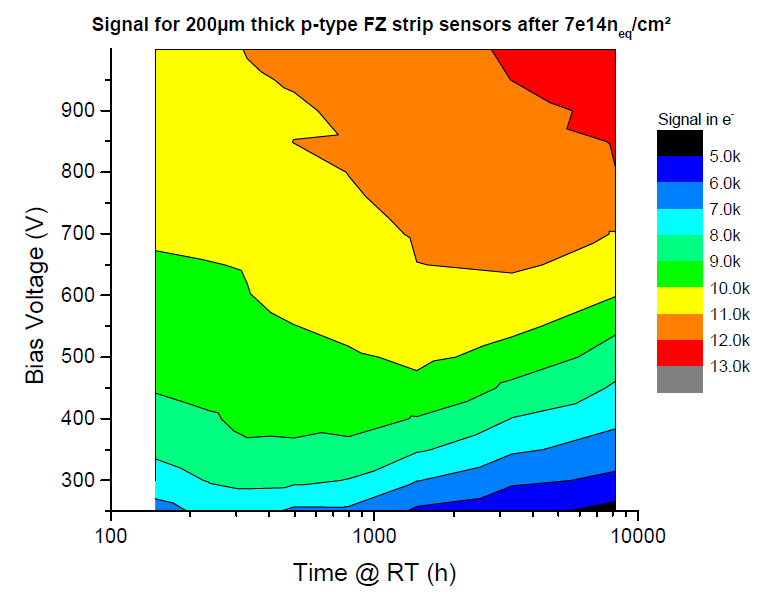 Signal for 200µm thick p-type FZ strip sensors after 7e14neq/cm²
Signal in e-
5.0k
6.0k
7.0k
8.0k
9.0k
10.0k
11.0k
12.0k
13.0k
Bias Voltage (V)
900
800
700
600
500
400
300
100
1000
10000
Time @ RT (h)